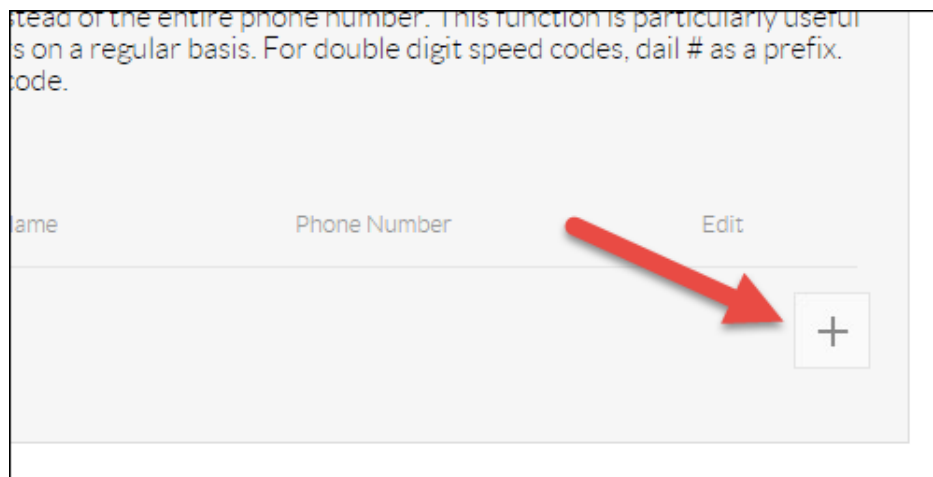 stead of the entire phone number. This function is particularly useful
s on a regular basis. For double digit speed codes, dail # as a prefix.
code.
ame Phone Number Edit
+